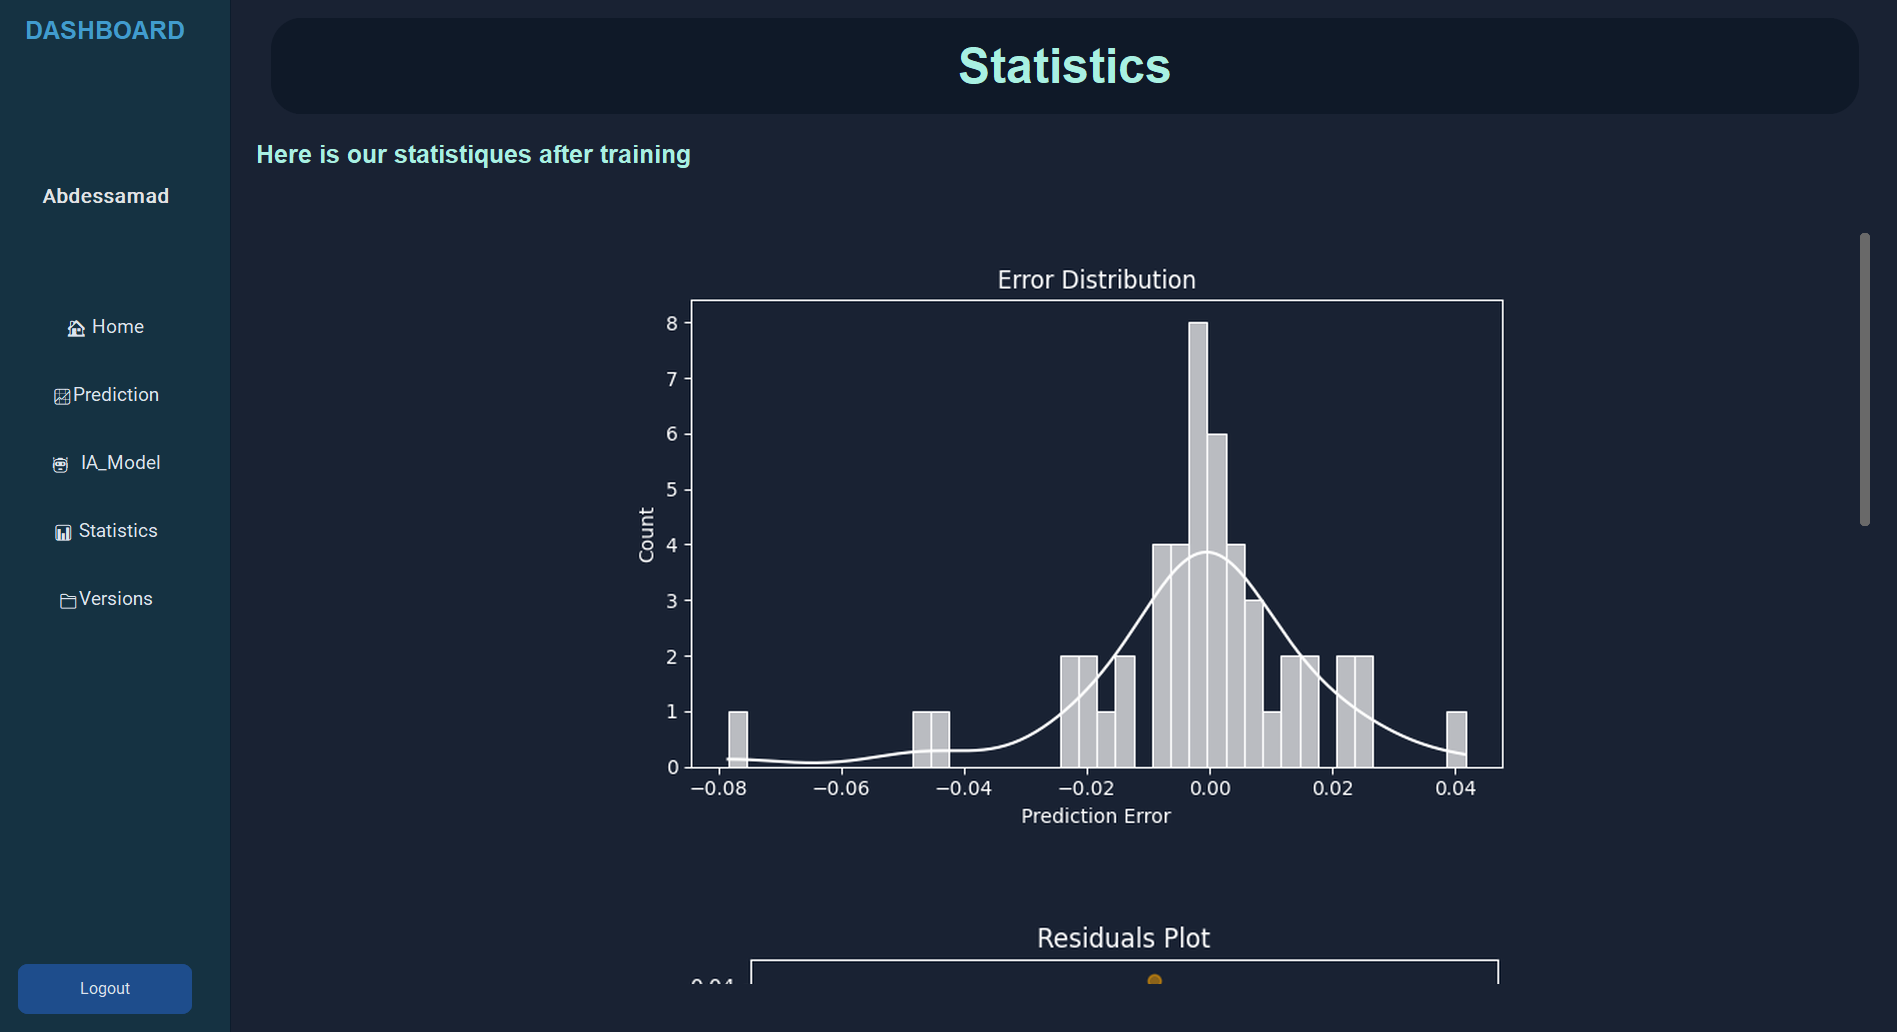 DASHBOARD
Abdessamad
Home
Prediction
IA_Model
Statistics
Versions
Logout
Statistics
Here is our statistiques after training
Error Distribution
8
7
6
5
4
3
2
1
0
Count
−0.08 −0.06 −0.04 −0.02 0.00 0.02 0.04
Prediction Error
Residuals Plot